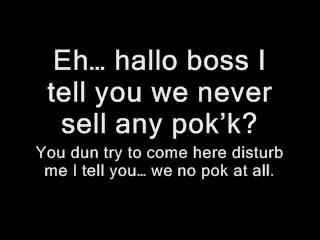 Eh... hallo boss I
tell you we never
sell any pok’k?
You dun try to come here disturb
me I tell you... we no pok at all.